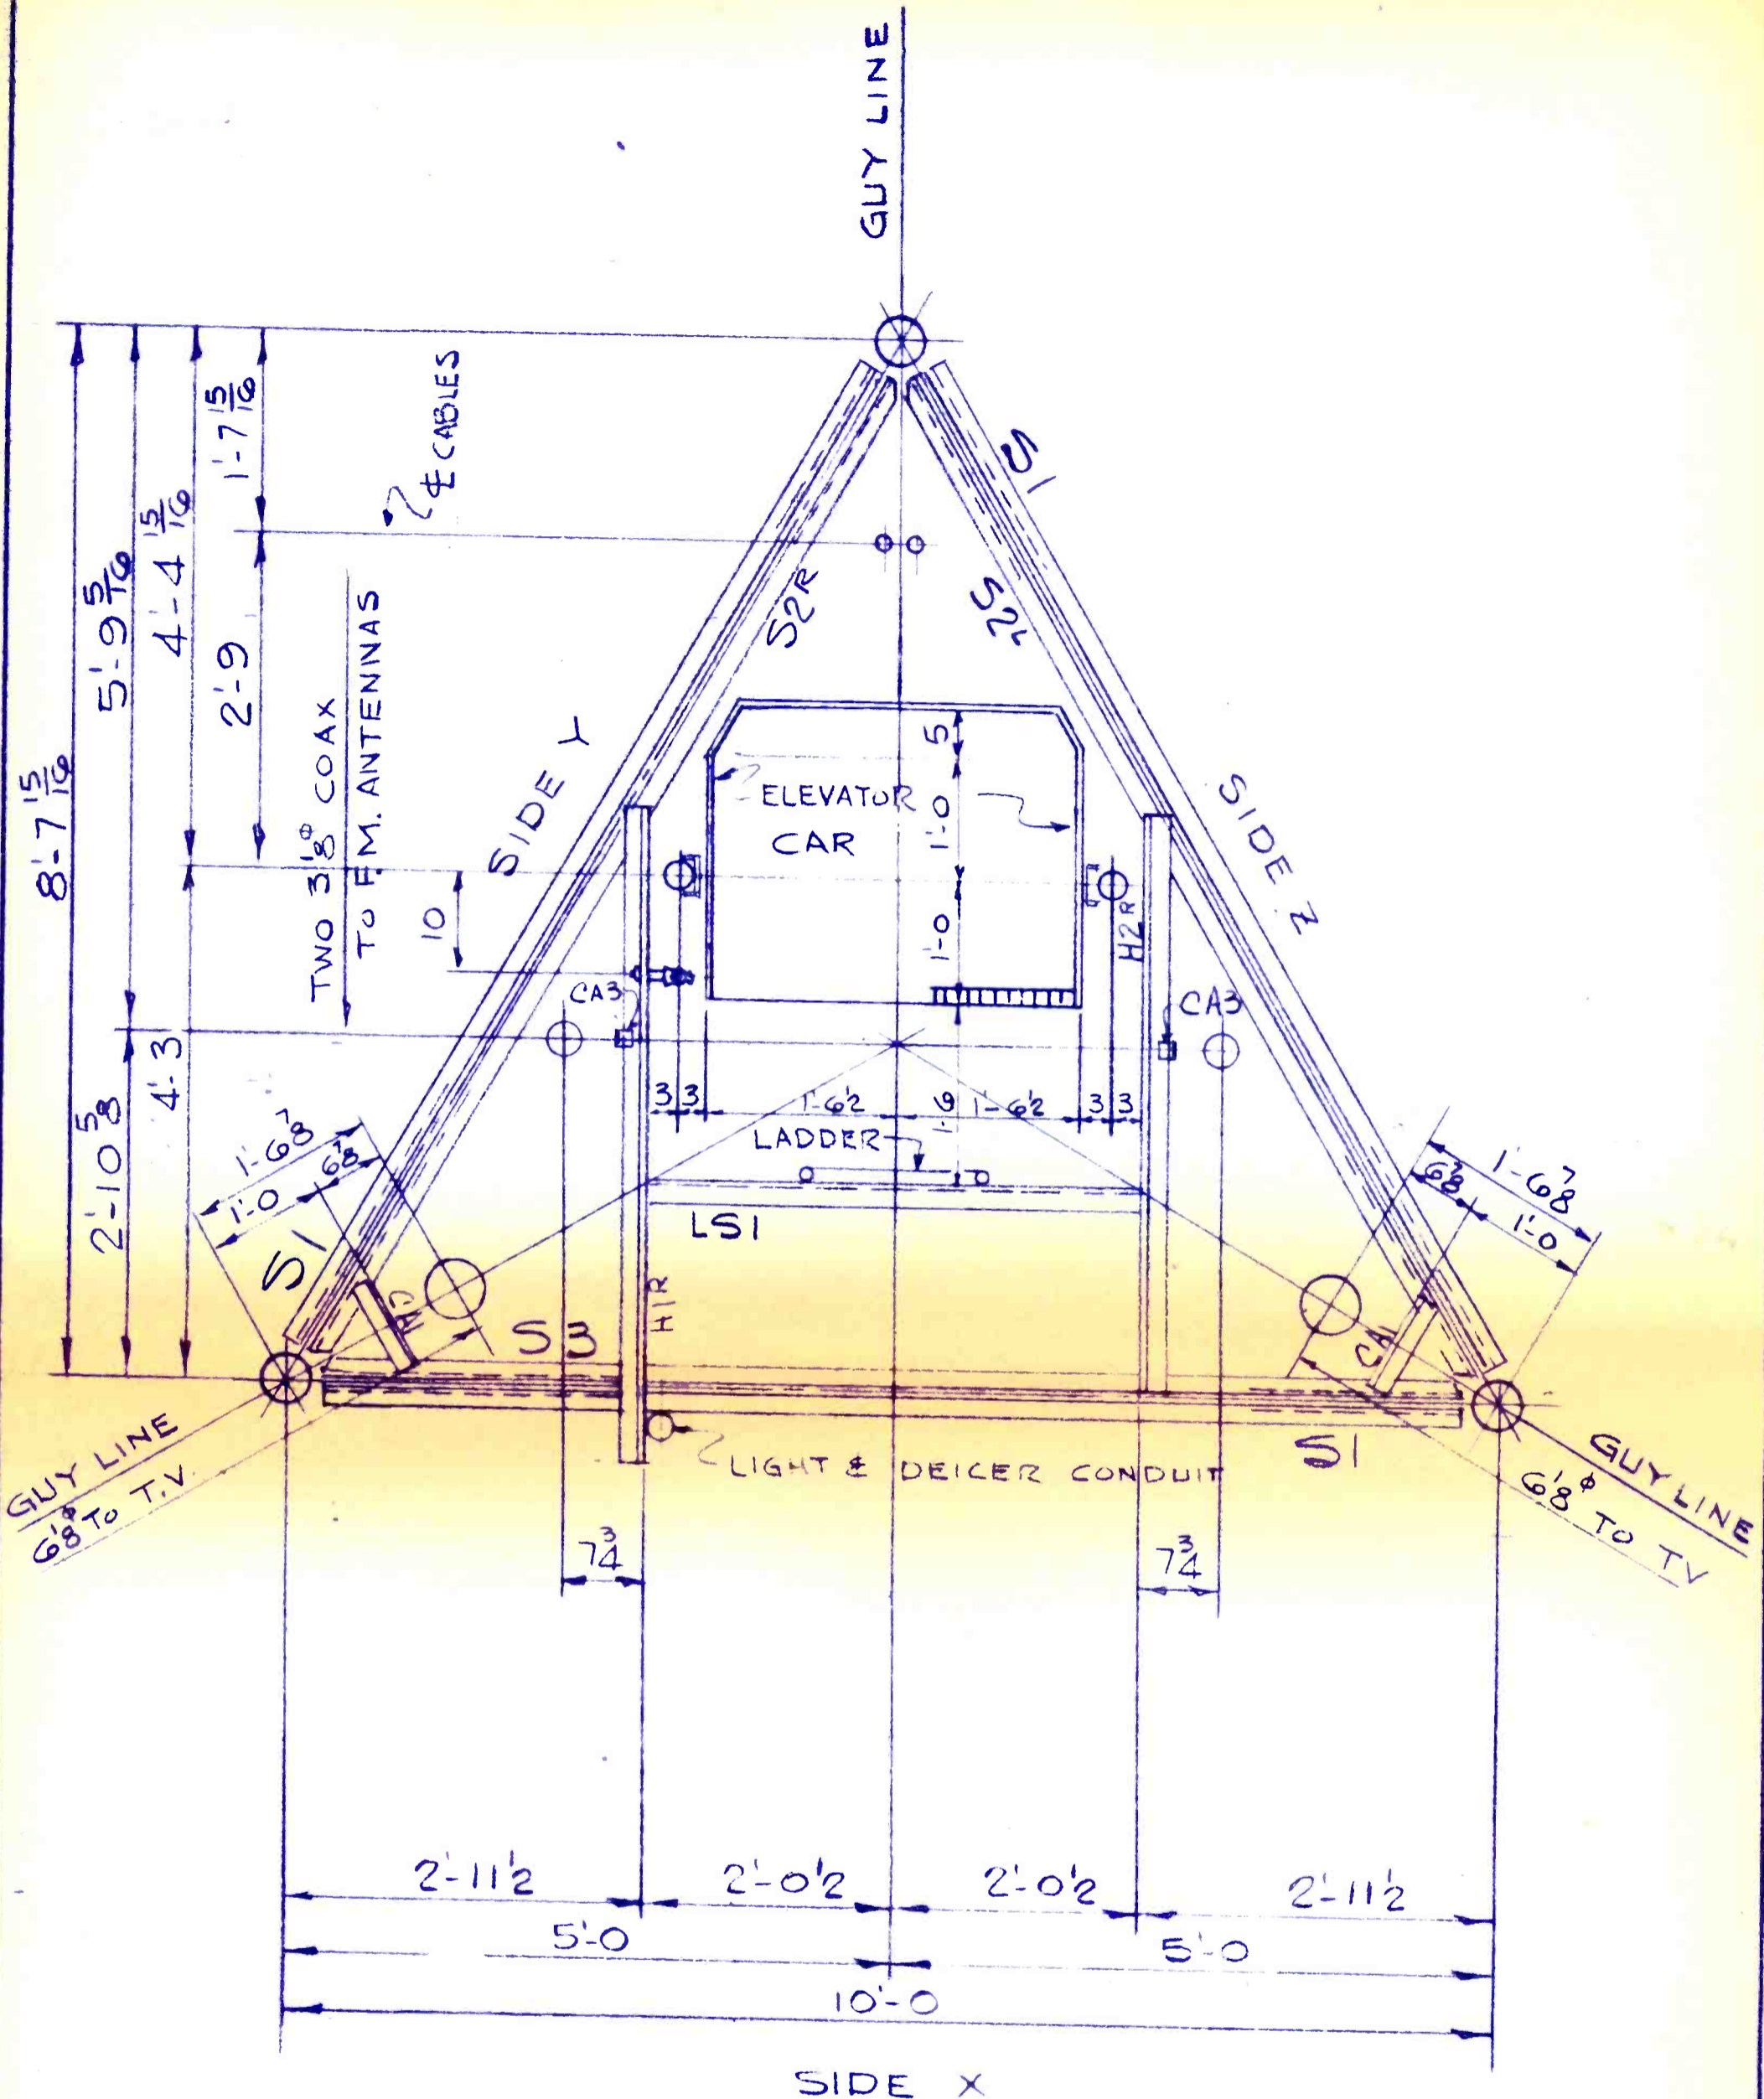 GUY LINE
℄ CABLES
1'-7 15/16
4'-4 15/16
5'-9 5/16
8'-7 15/16
2'-9
S1
S2R
S2L
TWO 3 1/8 ⌀ COAX
TO F.M. ANTENNAS
SIDE Y
SIDE Z
ELEVATOR
CAR
5
1'-0
1'-0
10
H2R
CA3
CA3
4'-3
2'-10 5/8
3
3
1'-6 1/2
1'-6
1'-6 1/2
3
3
LADDER
LS1
1'-6 7/8
6 7/8
1'-0
1'-6 7/8
6 7/8
1'-0
S1
CA1
S3
H1R
CA1
S1
LIGHT & DEICER CONDUIT
GUY LINE
6 1/8 ⌀ TO T.V.
GUY LINE
6 1/8 ⌀ TO TV
7 3/4
7 3/4
2'-11 1/2
2'-0 1/2
2'-0 1/2
2'-11 1/2
5'-0
5'-0
10'-0
SIDE X